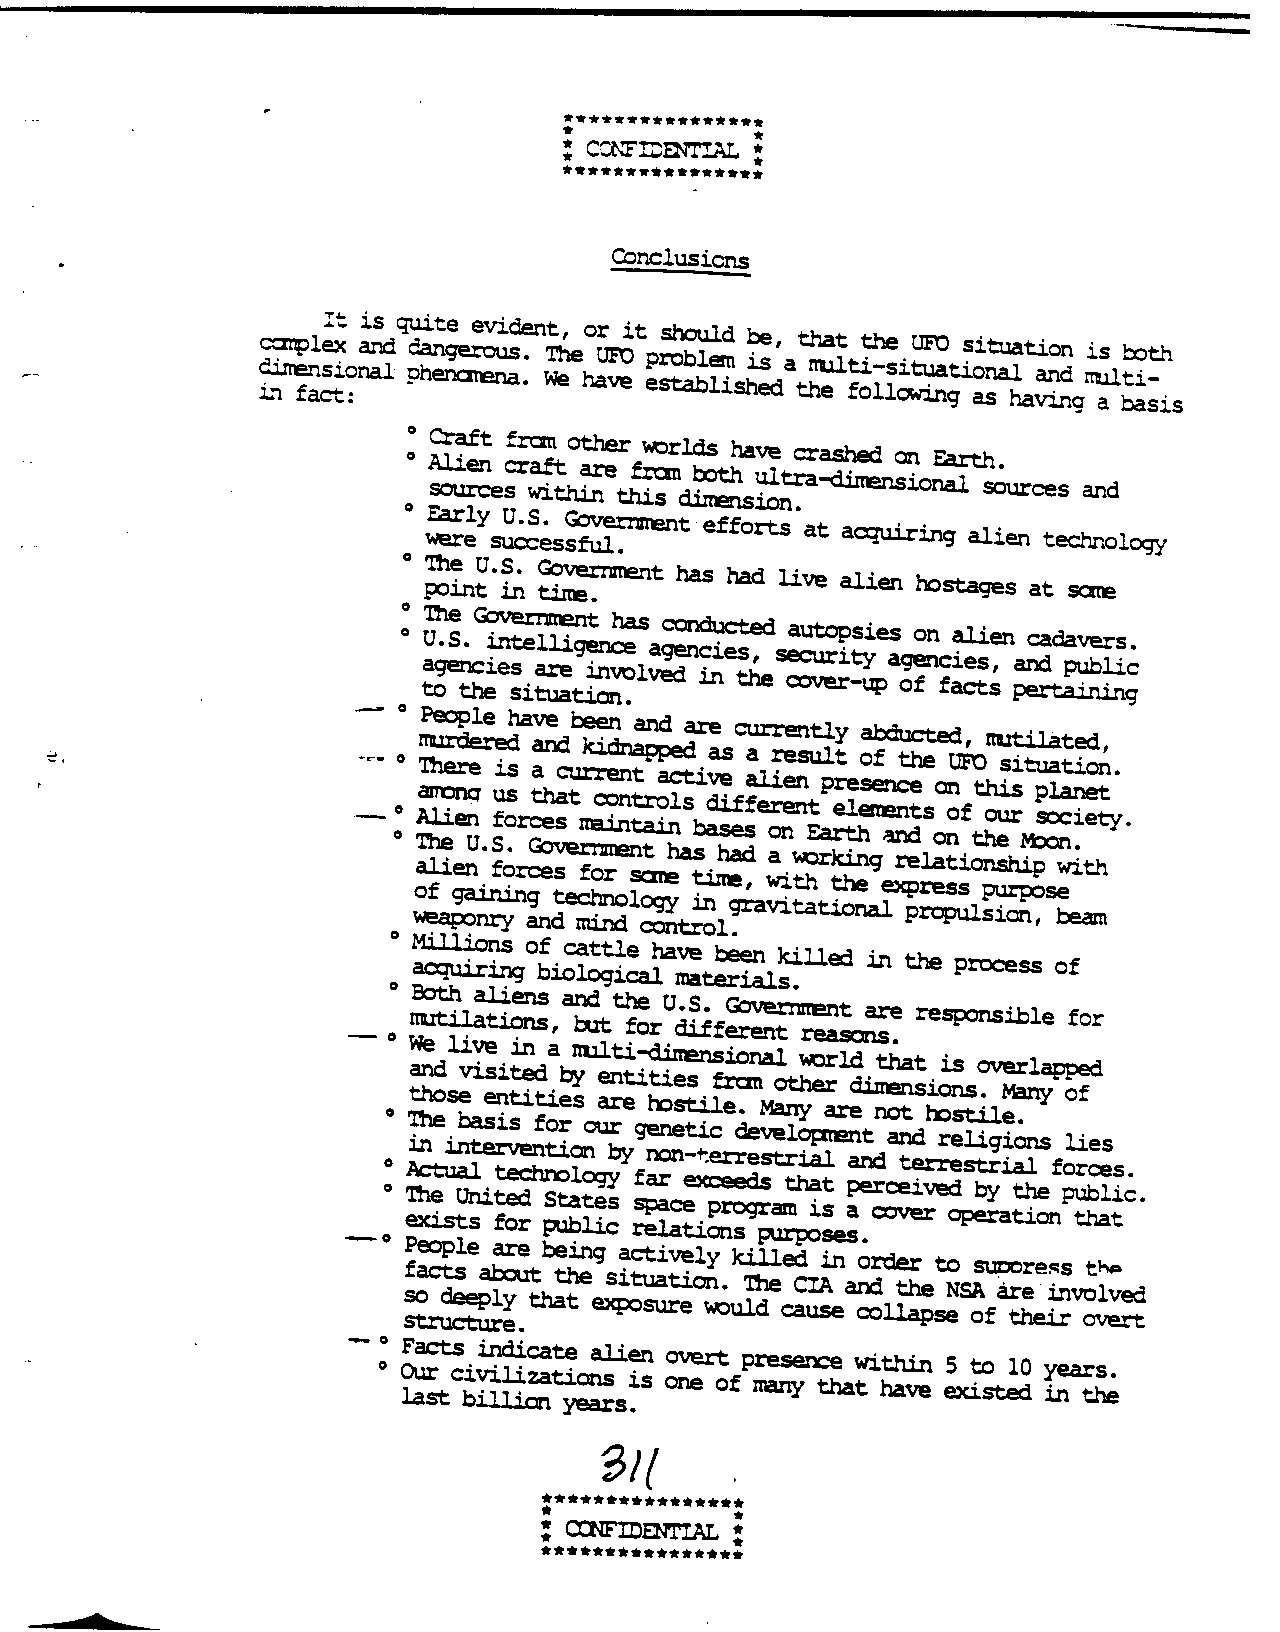 ****************
* CONFIDENTIAL *
****************
Conclusions
It is quite evident, or it should be, that the UFO situation is both
complex and dangerous. The UFO problem is a multi-situational and multi-
dimensional phenomena. We have established the following as having a basis
in fact:
° Craft from other worlds have crashed on Earth.
° Alien craft are from both ultra-dimensional sources and
sources within this dimension.
° Early U.S. Government efforts at acquiring alien technology
were successful.
° The U.S. Government has had live alien hostages at some
point in time.
° The Government has conducted autopsies on alien cadavers.
° U.S. intelligence agencies, security agencies, and public
agencies are involved in the cover-up of facts pertaining
to the situation.
— ° People have been and are currently abducted, mutilated,
murdered and kidnapped as a result of the UFO situation.
— ° There is a current active alien presence on this planet
among us that controls different elements of our society.
— ° Alien forces maintain bases on Earth and on the Moon.
° The U.S. Government has had a working relationship with
alien forces for some time, with the express purpose
of gaining technology in gravitational propulsion, beam
weaponry and mind control.
° Millions of cattle have been killed in the process of
acquiring biological materials.
° Both aliens and the U.S. Government are responsible for
mutilations, but for different reasons.
— ° We live in a multi-dimensional world that is overlapped
and visited by entities from other dimensions. Many of
those entities are hostile. Many are not hostile.
° The basis for our genetic development and religions lies
in intervention by non-terrestrial and terrestrial forces.
° Actual technology far exceeds that perceived by the public.
° The United States space program is a cover operation that
exists for public relations purposes.
— ° People are being actively killed in order to suppress the
facts about the situation. The CIA and the NSA are involved
so deeply that exposure would cause collapse of their overt
structure.
— ° Facts indicate alien overt presence within 5 to 10 years.
° Our civilizations is one of many that have existed in the
last billion years.
311
****************
* CONFIDENTIAL *
****************